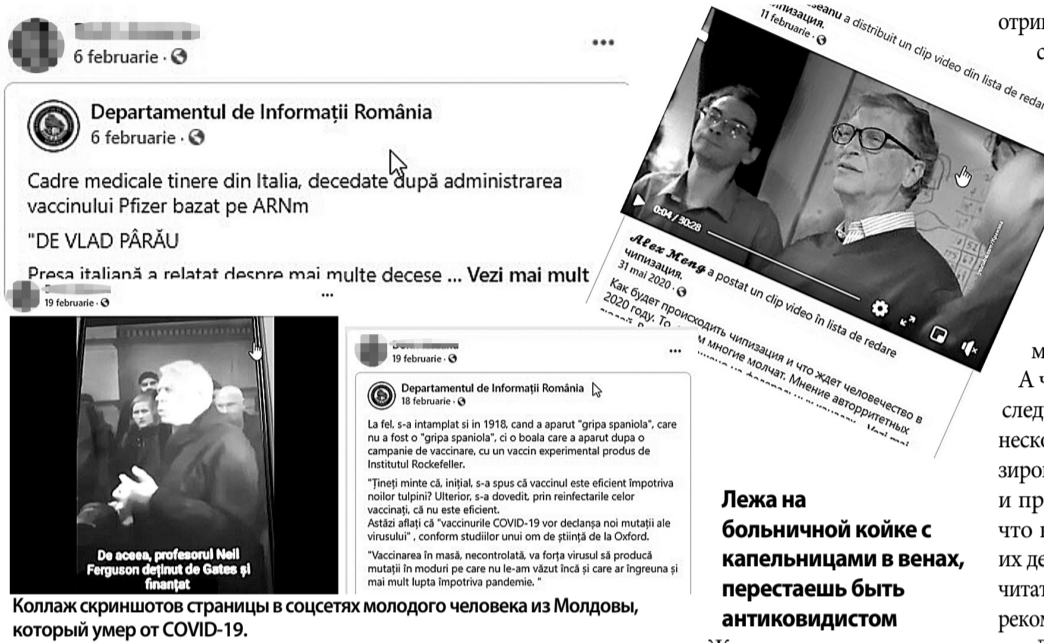 6 februarie ·
Departamentul de Informații România
6 februarie ·
Cadre medicale tinere din Italia, decedate după administrarea
vaccinului Pfizer bazat pe ARNm
"DE VLAD PÂRĂU
Presa italiană a relatat despre mai multe decese ... Vezi mai mult
19 februarie ·
De aceea, profesorul Neil
Ferguson deținut de Gates și
finanțat
19 februarie ·
Departamentul de Informații România
18 februarie ·
La fel, s-a intamplat si in 1918, cand a aparut "gripa spaniola", care
nu a fost o "gripa spaniola", ci o boala care a aparut dupa o
campanie de vaccinare, cu un vaccin experimental produs de
Institutul Rockefeller.
"Țineți minte că, inițial, s-a spus că vaccinul este eficient împotriva
noilor tulpini? Ulterior, s-a dovedit, prin reinfectarile celor
vaccinați, că nu este eficient.
Astăzi aflați că "vaccinurile COVID-19 vor declanșa noi mutații ale
virusului" , conform studiilor unui om de știință de la Oxford.
"Vaccinarea în masă, necontrolată, va forța virusul să producă
mutații în moduri pe care nu le-am văzut încă și care ar îngreuna și
mai mult lupta împotriva pandemie. "
seanu a distribuit un clip video din lista de redar
чипизация.
11 februarie ·
0:04 / 30:28
Alex Meng a postat un clip video în lista de redare
чипизация.
31 mai 2020 ·
Как будет происходить чипизация и что ждет человечество в
2020 году. То, многие молчат. Мнение авторритетных
Лежа на
больничной койке с
капельницами в венах,
перестаешь быть
антиковидистом
Коллаж скриншотов страницы в соцсетях молодого человека из Молдовы,
который умер от COVID-19.
отри
с
м
А ч
след
неск
зиро
и пр
что
их де
читат
реком